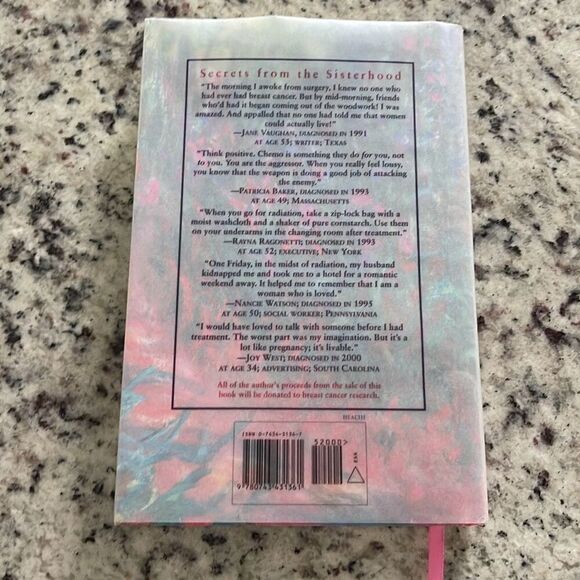 Secrets from the Sisterhood
"The morning I awoke from surgery, I knew no one who
had ever had breast cancer. But by mid-morning, friends
who'd had it began coming out of the woodwork! I was
amazed. And appalled that no one had told me that women
could actually live!"
—Jane Vaughan, diagnosed in 1991
at age 53; writer; Texas
"Think positive. Chemo is something they do for you, not
to you. You are the aggressor. When you really feel lousy,
you know that the weapon is doing a good job of attacking
the enemy."
—Patricia Baker, diagnosed in 1993
at age 49; Massachusetts
"When you go for radiation, take a zip-lock bag with a
moist washcloth and a shaker of pure cornstarch. Use them
on your underarms in the changing room after treatment."
—Rayna Ragonetti; diagnosed in 1993
at age 52; executive; New York
"One Friday, in the midst of radiation, my husband
kidnapped me and took me to a hotel for a romantic
weekend away. It helped me to remember that I am a
woman who is loved."
—Nancie Watson; diagnosed in 1995
at age 50; social worker; Pennsylvania
"I would have loved to talk with someone before I had
treatment. The worst part was my imagination. But it's a
lot like pregnancy; it's livable."
—Joy West; diagnosed in 2000
at age 34; advertising; South Carolina
All of the author's proceeds from the sale of this
book will be donated to breast cancer research.
HEALTH
ISBN 0-7434-3136-7
52000>
9 780743 431361